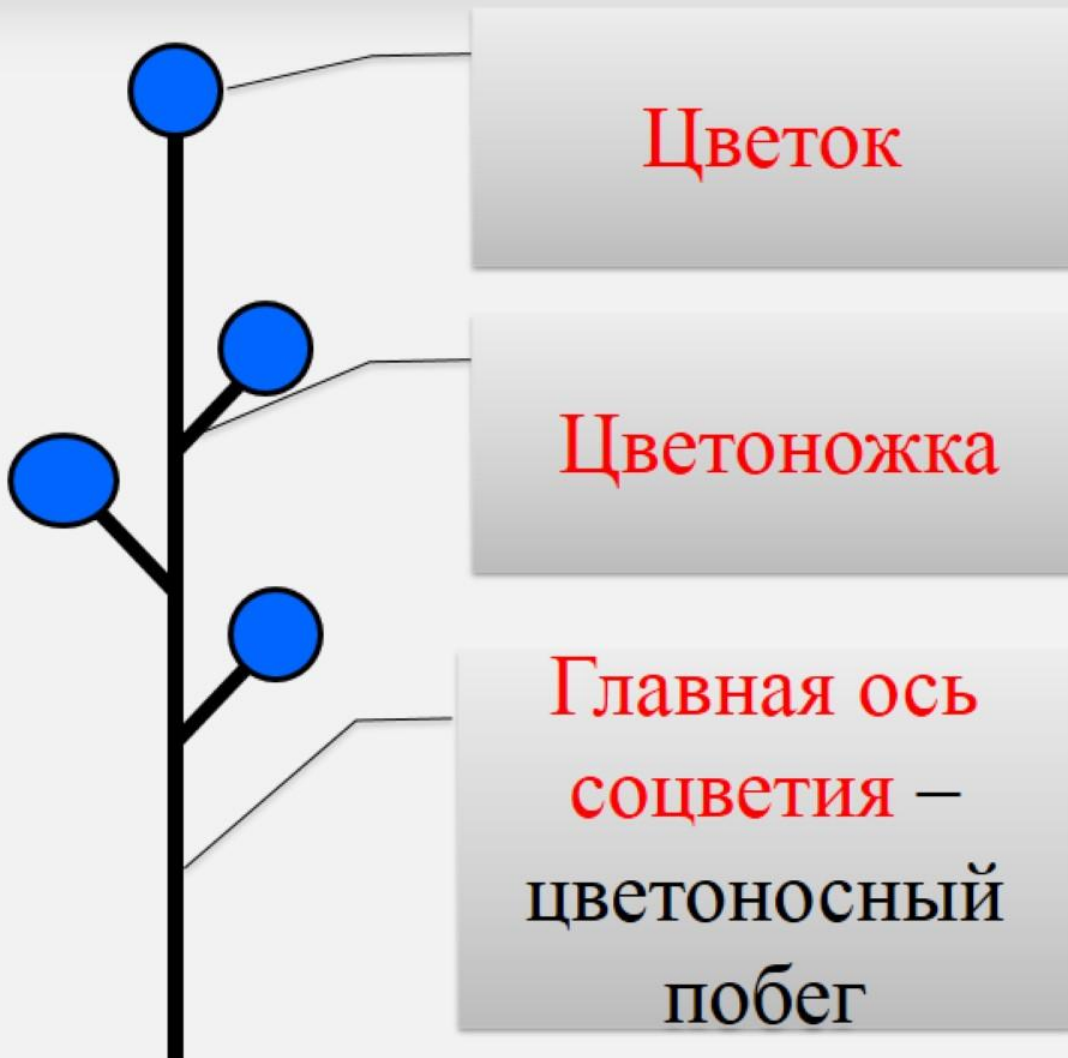 Цветок
Цветоножка
Главная ось
соцветия –
цветоносный
побег